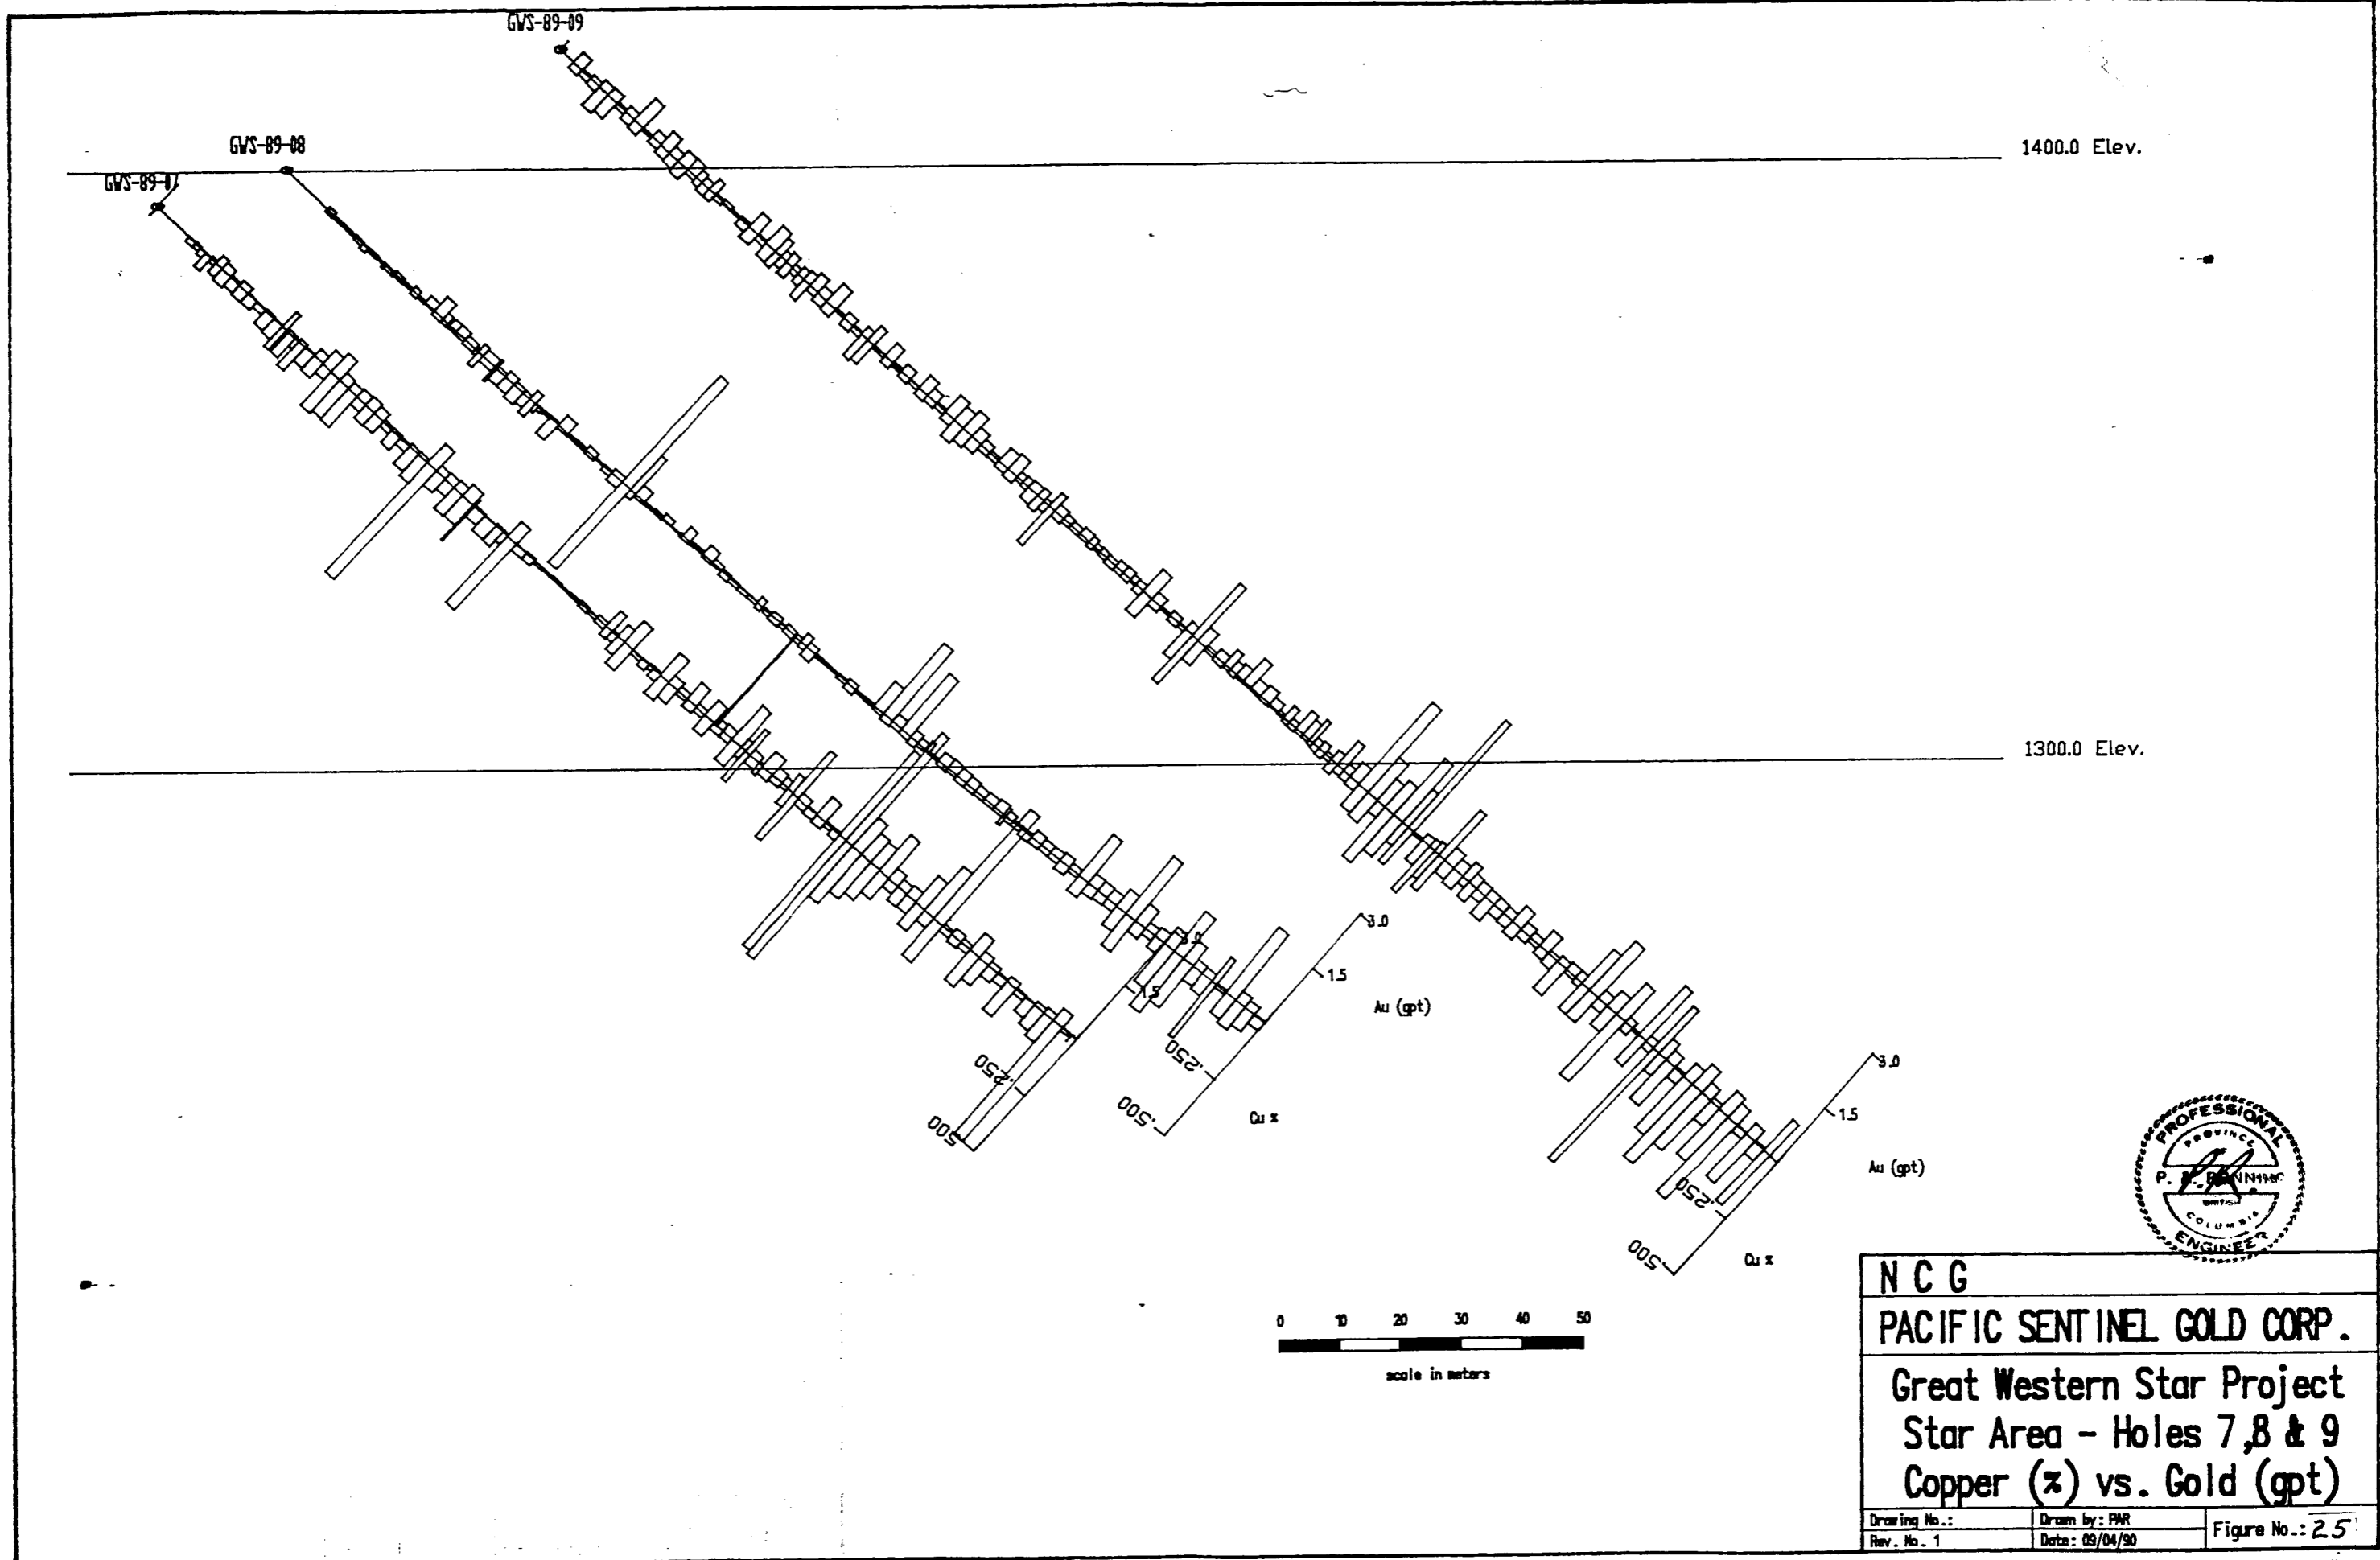 GWS-89-09
GWS-89-08
1400.0 Elev.
1300.0 Elev.
3.0
1.5
Au (gpt)
.250
.500
Cu %
3.0
1.5
.250
.500
Au (gpt)
Cu %
3.0
1.5
.250
.500
0 10 20 30 40 50
scale in meters
PROFESSIONAL
PROVINCE
BRITISH
COLUMBIA
ENGINEER
N C G
PACIFIC SENTINEL GOLD CORP.
Great Western Star Project
Star Area - Holes 7,8 & 9
Copper (%) vs. Gold (gpt)
Drawing No.:
Drawn by: PAR
Rev. No. 1
Date: 09/04/90
Figure No.: 25